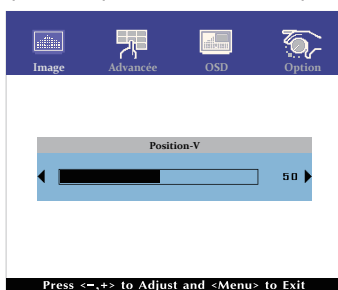 Image Advancée OSD Option
Position-V
50
Press <-,+> to Adjust and <Menu> to Exit